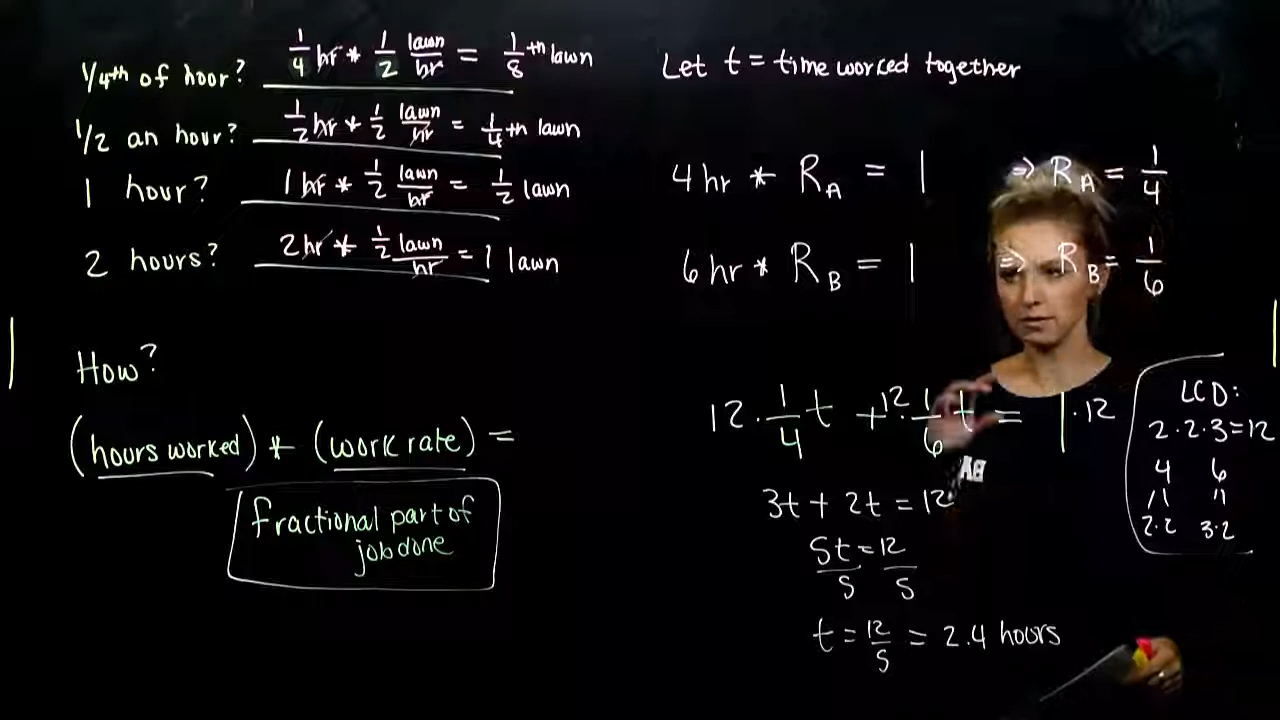 1/4th of hour? 1/4 hr * 1/2 lawn/hr = 1/8th lawn
1/2 an hour? 1/2 hr * 1/2 lawn/hr = 1/4th lawn
1 hour? 1 hr * 1/2 lawn/hr = 1/2 lawn
2 hours? 2 hr * 1/2 lawn/hr = 1 lawn
How?
(hours worked) * (work rate) =
fractional part of
job done
Let t = time worked together
4 hr * R_A = 1 ⇒ R_A = 1/4
6 hr * R_B = 1 ⇒ R_B = 1/6
12 · 1/4 t + 12 · 1/6 t = 1 · 12
3t + 2t = 12
5t/5 = 12/5
t = 12/5 = 2.4 hours
LCD:
2·2·3=12
4 6
11 11
2·2 3·2